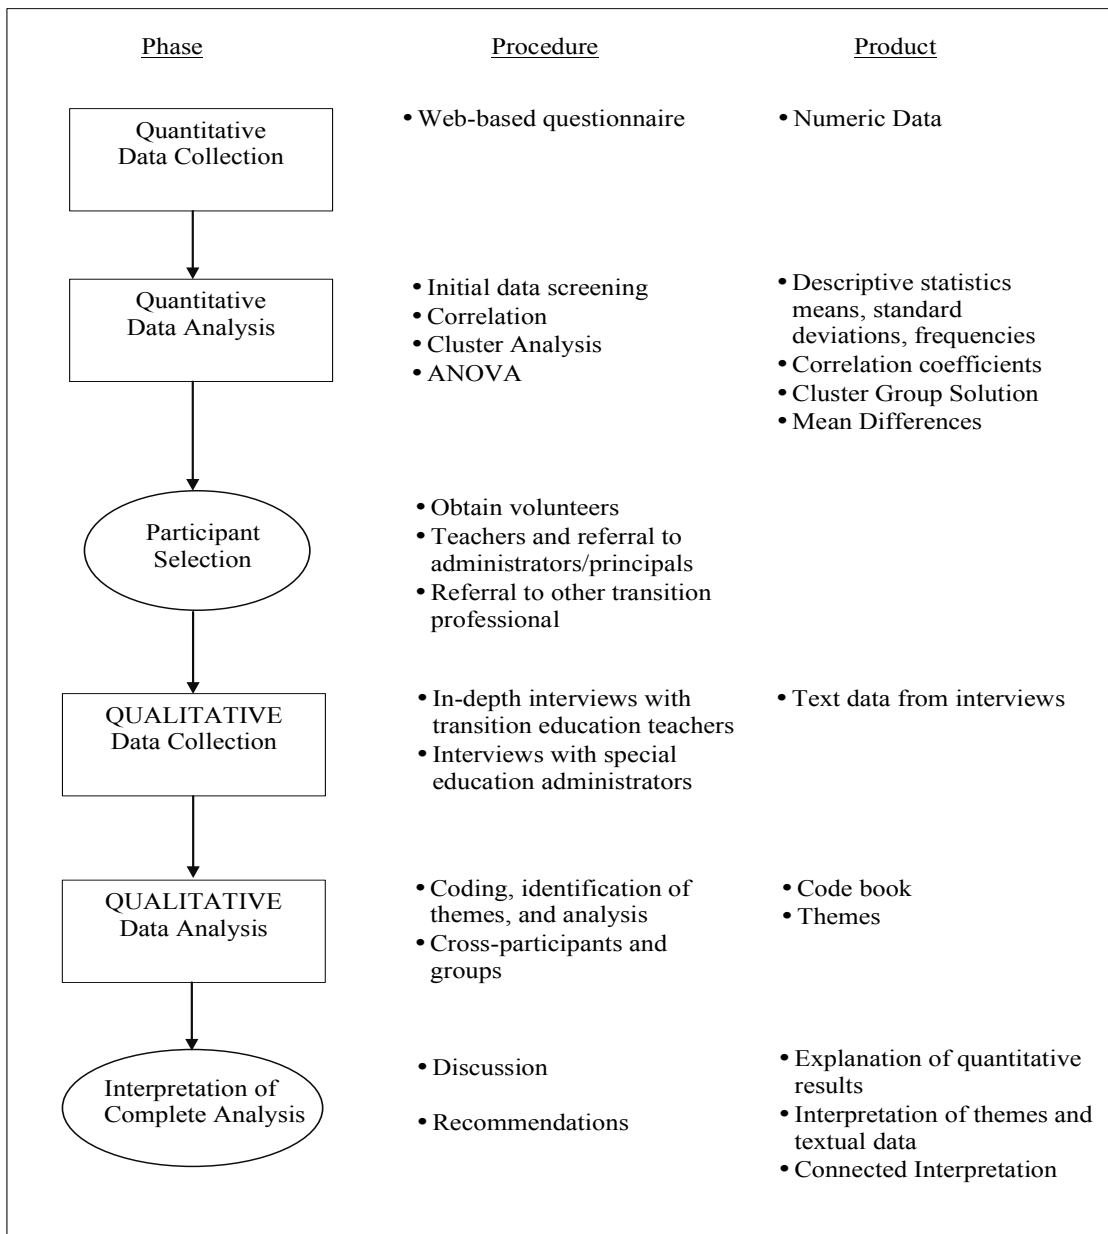 Phase
Procedure
Product
Quantitative
Data Collection
• Web-based questionnaire
• Numeric Data
Quantitative
Data Analysis
• Initial data screening
• Correlation
• Cluster Analysis
• ANOVA
• Descriptive statistics
means, standard
deviations, frequencies
• Correlation coefficients
• Cluster Group Solution
• Mean Differences
Participant
Selection
• Obtain volunteers
• Teachers and referral to
administrators/principals
• Referral to other transition
professional
QUALITATIVE
Data Collection
• In-depth interviews with
transition education teachers
• Interviews with special
education administrators
• Text data from interviews
QUALITATIVE
Data Analysis
• Coding, identification of
themes, and analysis
• Cross-participants and
groups
• Code book
• Themes
Interpretation of
Complete Analysis
• Discussion
• Recommendations
• Explanation of quantitative
results
• Interpretation of themes and
textual data
• Connected Interpretation